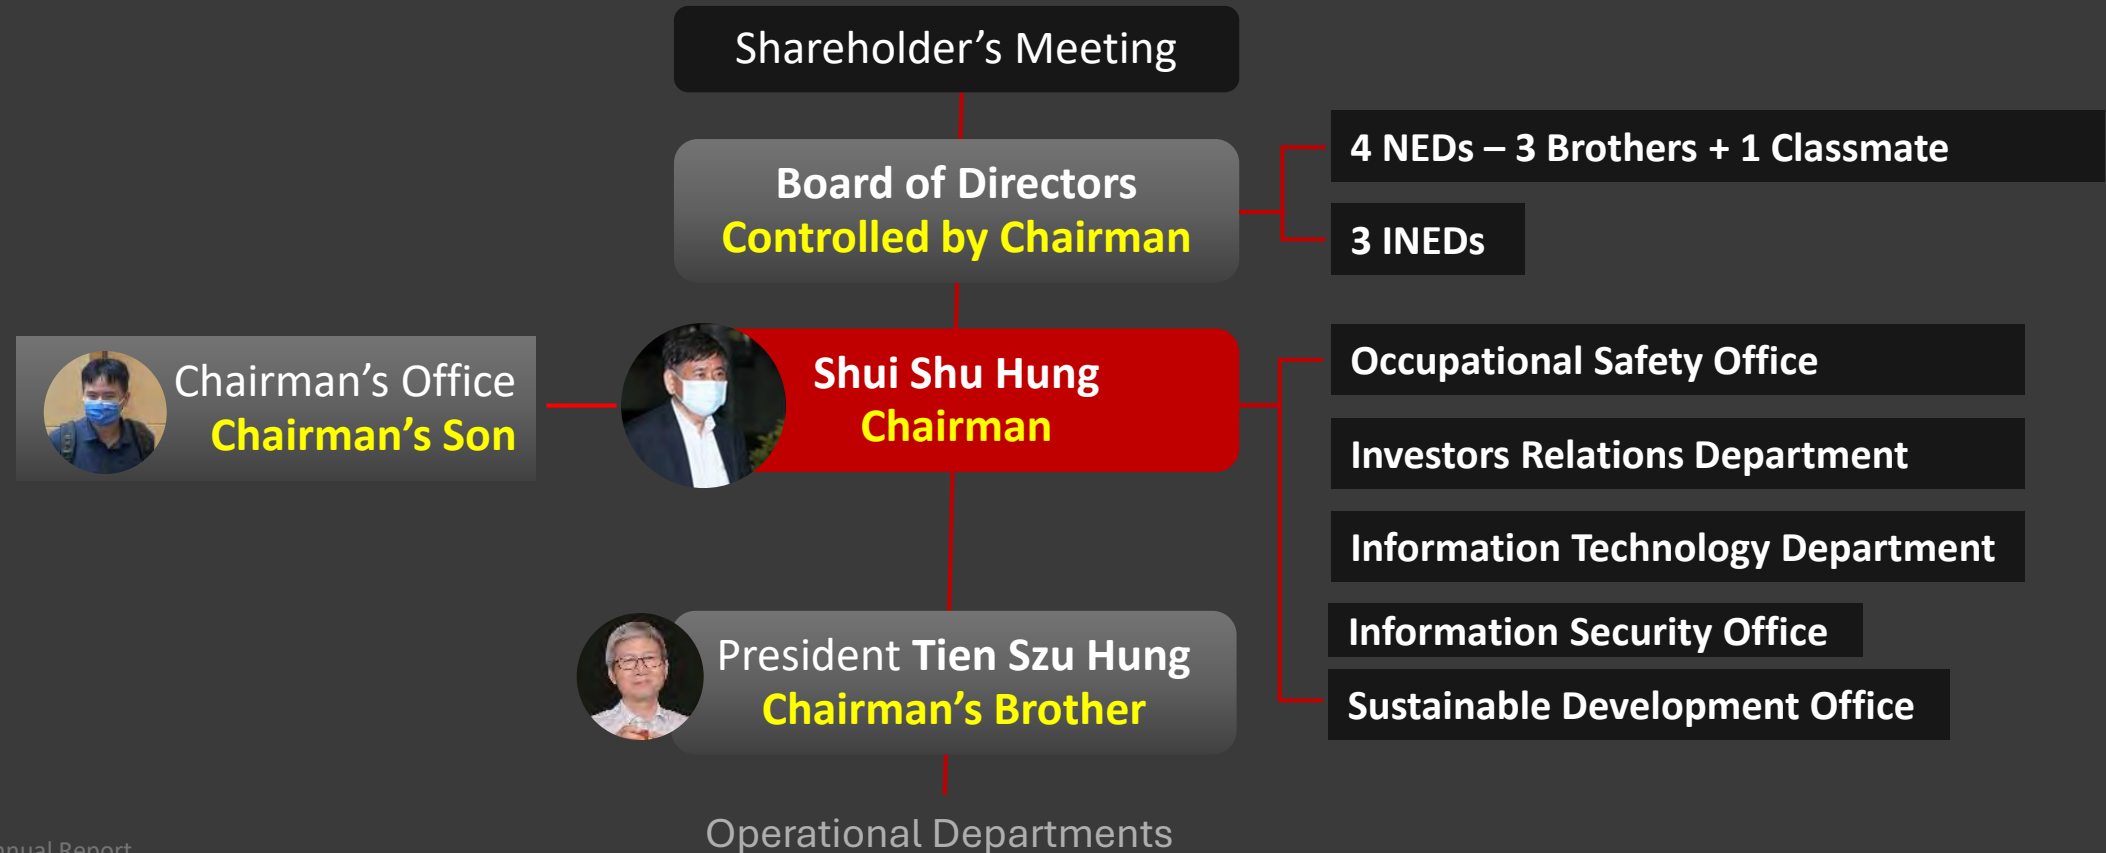 Shareholder’s Meeting
Board of Directors
Controlled by Chairman
4 NEDs – 3 Brothers + 1 Classmate
3 INEDs
Chairman’s Office
Chairman’s Son
Shui Shu Hung
Chairman
Occupational Safety Office
Investors Relations Department
Information Technology Department
Information Security Office
Sustainable Development Office
President Tien Szu Hung
Chairman’s Brother
Operational Departments
Report